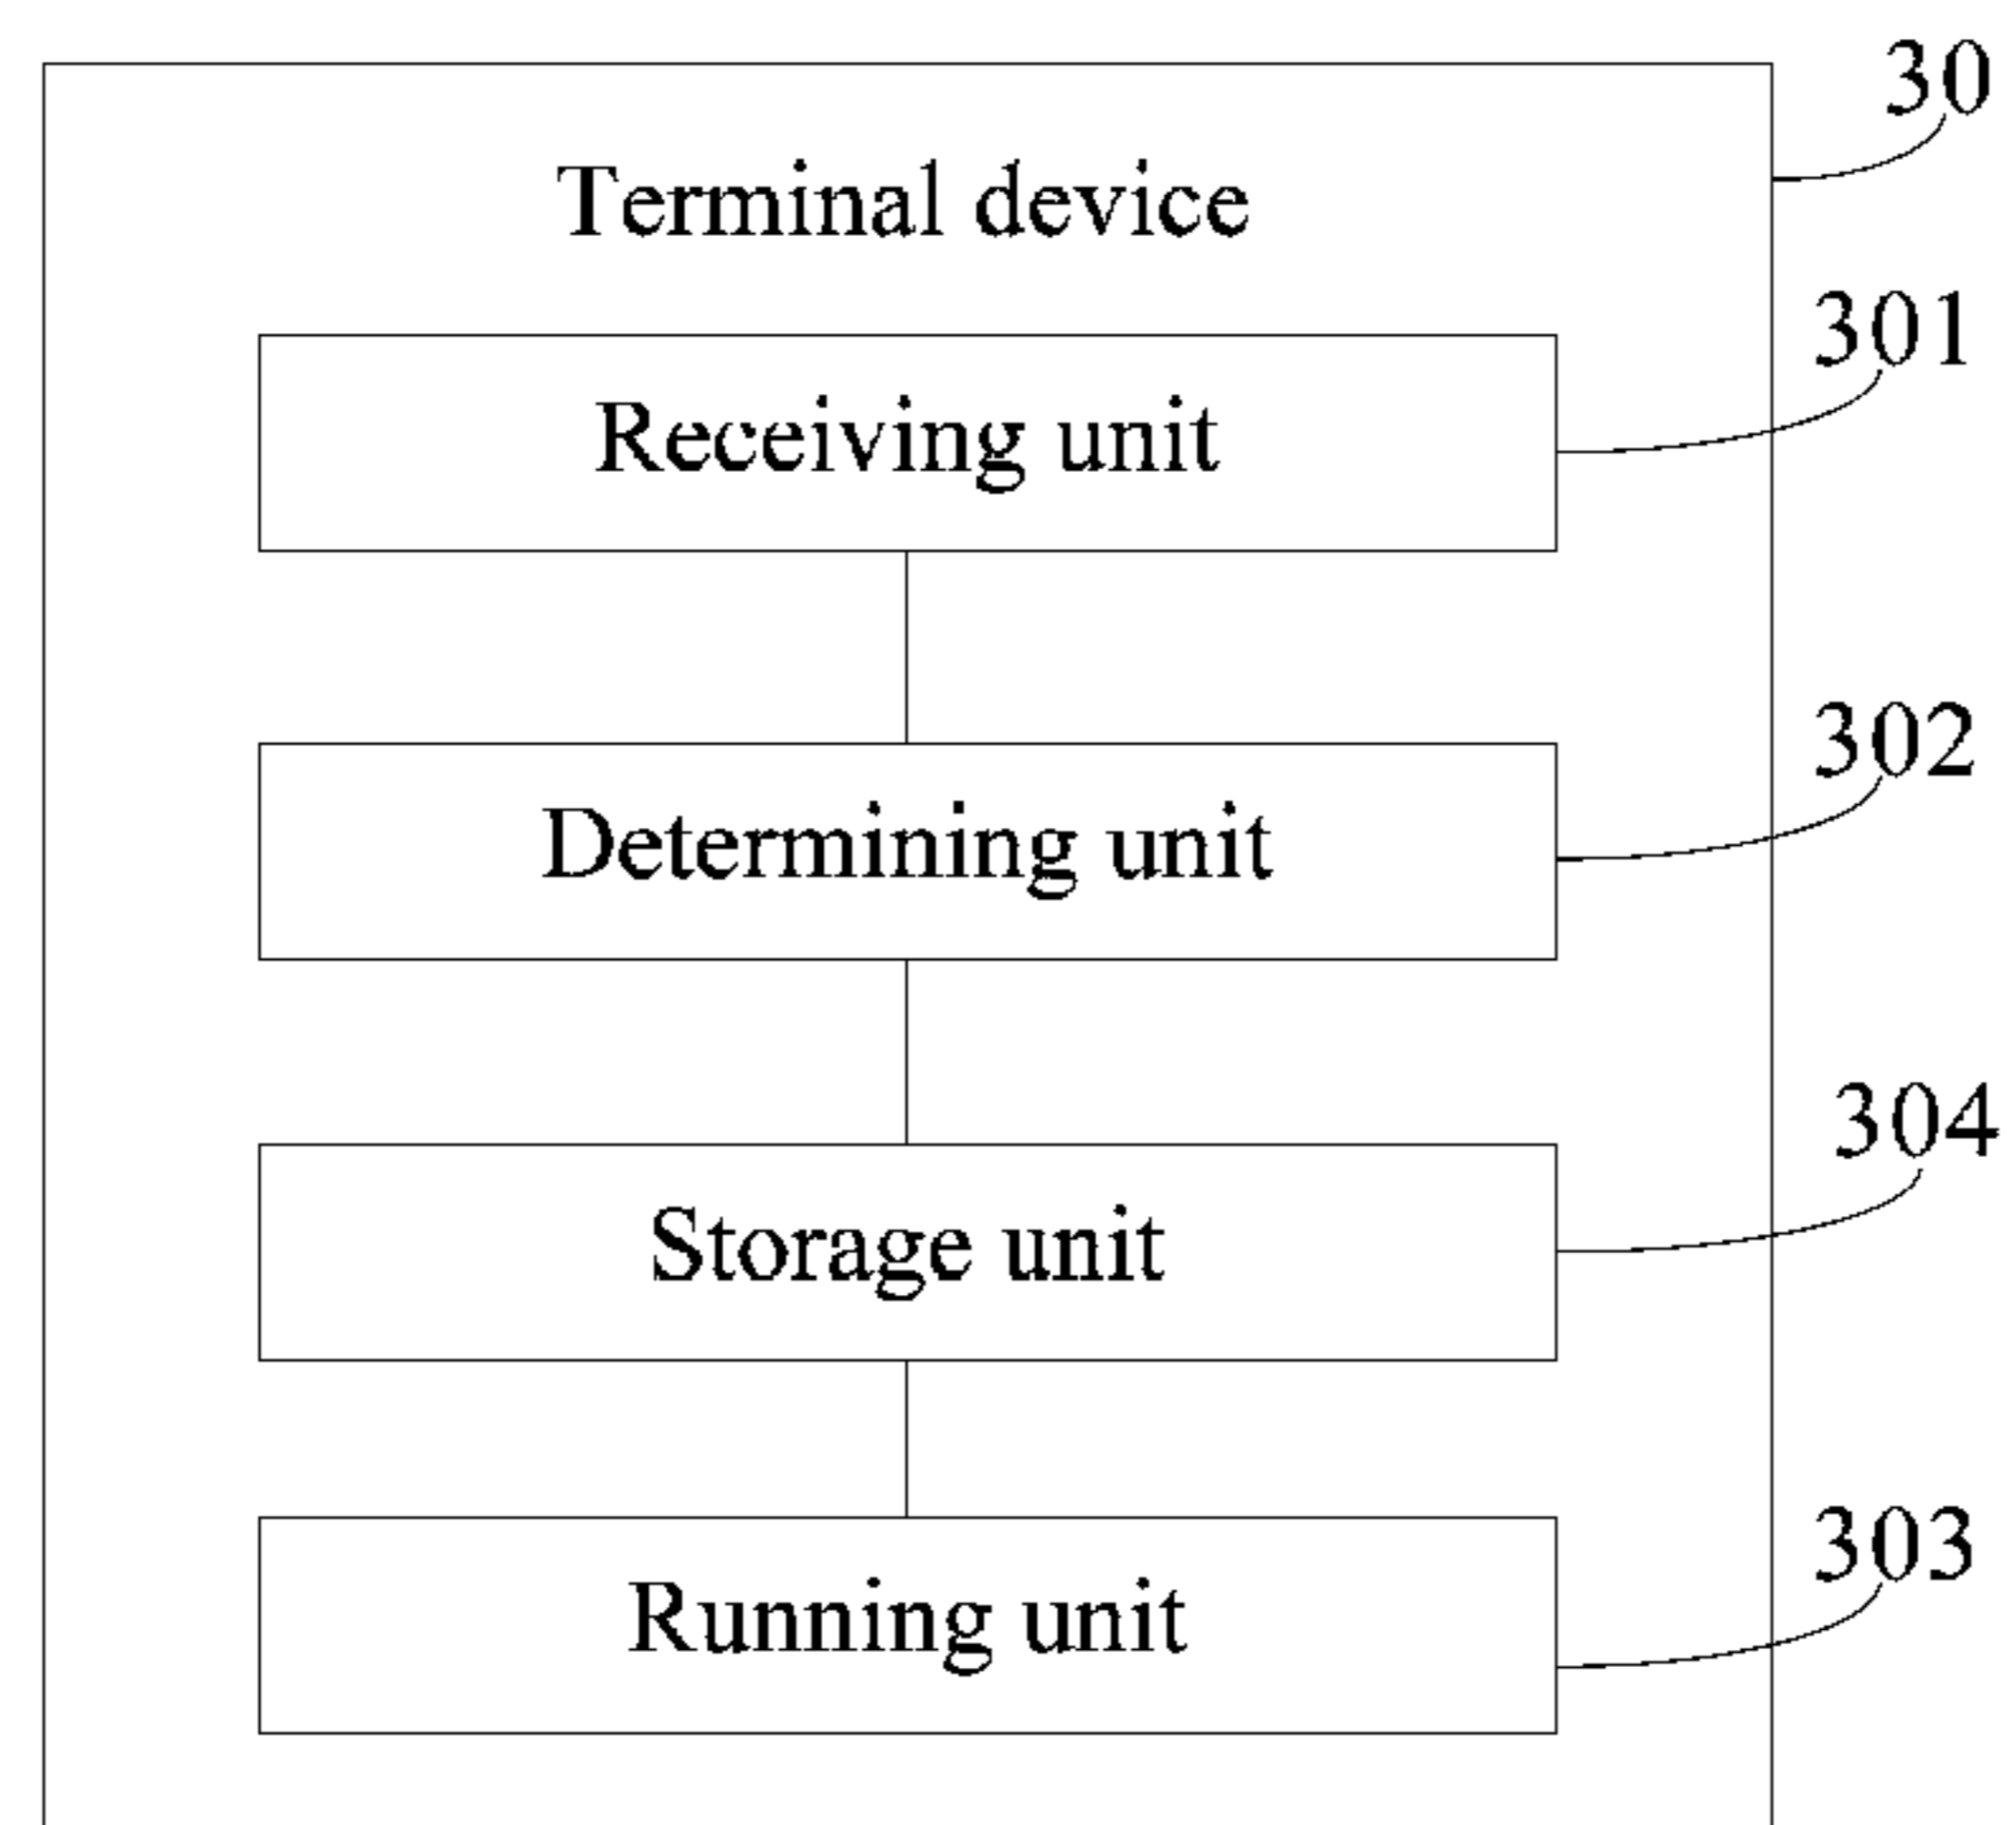 30
Terminal device
301
Receiving unit
302
Determining unit
304
Storage unit
303
Running unit